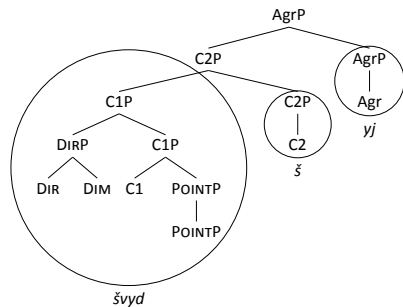 AgrP
C2P AgrP
C1P C2P Agr
DirP C1P C2 yj
Dir Dim C1 PointP š
PointP
švyd